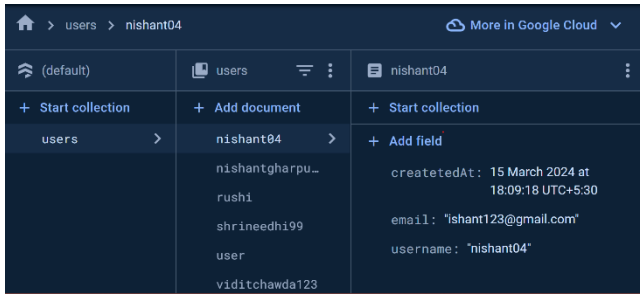 users > nishant04
More in Google Cloud
(default)
users
nishant04
+ Start collection
+ Add document
+ Start collection
users
nishant04
nishantgharpu…
rushi
shrineedhi99
user
viditchawda123
+ Add field
createtedAt: 15 March 2024 at
18:09:18 UTC+5:30
email: "ishant123@gmail.com"
username: "nishant04"